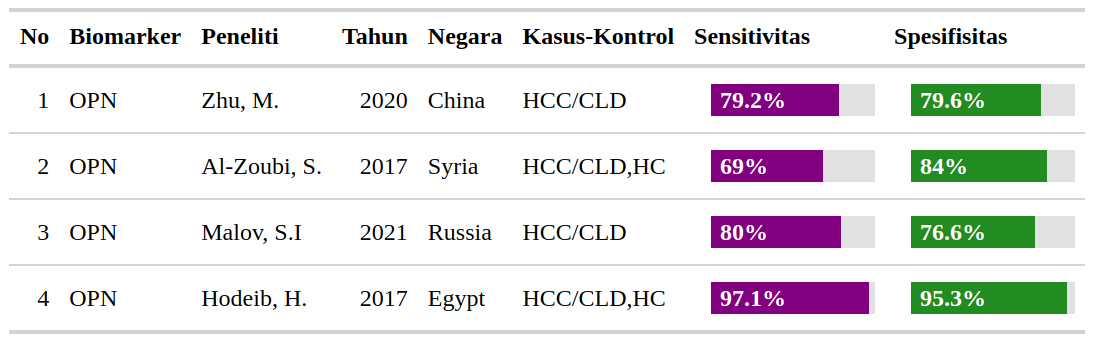 No Biomarker Peneliti Tahun Negara Kasus-Kontrol Sensitivitas Spesifisitas
1 OPN Zhu, M. 2020 China HCC/CLD 79.2% 79.6%
2 OPN Al-Zoubi, S. 2017 Syria HCC/CLD,HC 69% 84%
3 OPN Malov, S.I 2021 Russia HCC/CLD 80% 76.6%
4 OPN Hodeib, H. 2017 Egypt HCC/CLD,HC 97.1% 95.3%